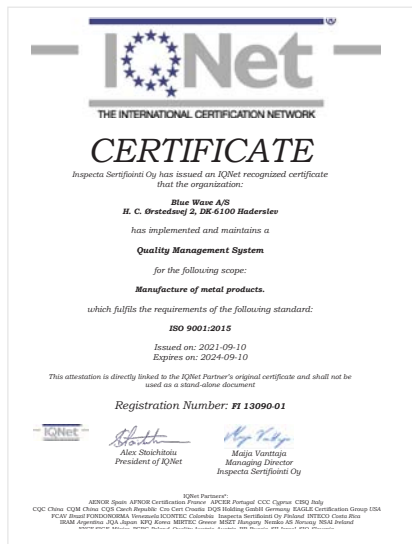 IQNet
®
THE INTERNATIONAL CERTIFICATION NETWORK
CERTIFICATE
Inspecta Sertifiointi Oy has issued an IQNet recognized certificate
that the organization:
Blue Wave A/S
H. C. Ørstedsvej 2, DK-6100 Haderslev
has implemented and maintains a
Quality Management System
for the following scope:
Manufacture of metal products.
which fulfils the requirements of the following standard:
ISO 9001:2015
Issued on: 2021-09-10
Expires on: 2024-09-10
This attestation is directly linked to the IQNet Partner's original certificate and shall not be
used as a stand-alone document
Registration Number: FI 13090-01
IQNet
Alex Stoichitoiu
President of IQNet
Maija Vanttaja
Managing Director
Inspecta Sertifiointi Oy
IQNet Partners*:
AENOR Spain AFNOR Certification France APCER Portugal CCC Cyprus CISQ Italy
CQC China CQM China CQS Czech Republic Cro Cert Croatia DQS Holding GmbH Germany EAGLE Certification Group USA
FCAV Brazil FONDONORMA Venezuela ICONTEC Colombia Inspecta Sertifiointi Oy Finland INTECO Costa Rica
IRAM Argentina JQA Japan KFQ Korea MIRTEC Greece MSZT Hungary Nemko AS Norway NSAI Ireland